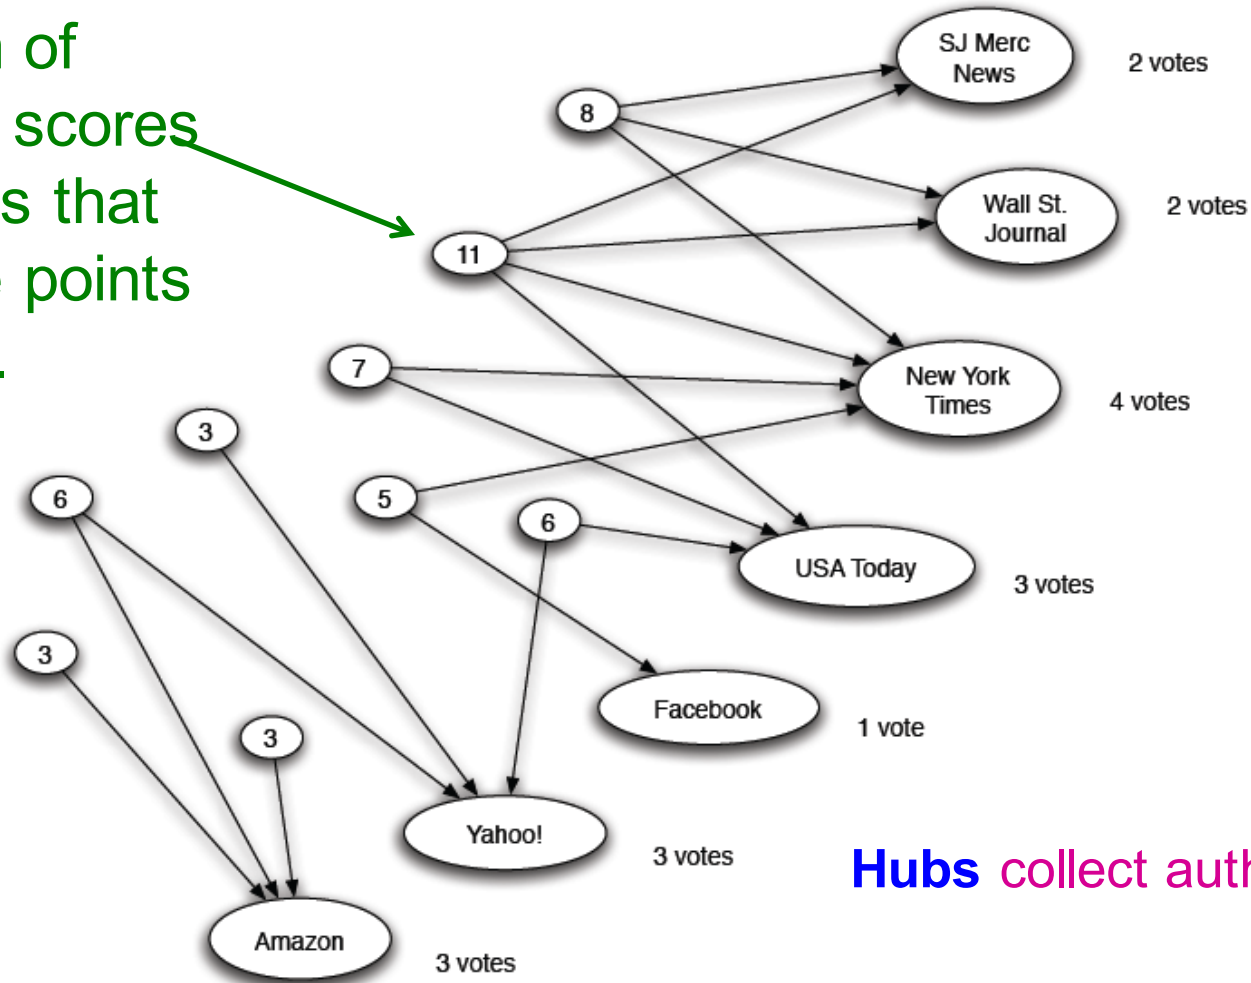 of
scores
s that
points
.
SJ Merc
News
2 votes
8
Wall St.
Journal
2 votes
11
7
New York
Times
4 votes
3
6
5
6
USA Today
3 votes
3
Facebook
1 vote
3
Yahoo!
3 votes
Hubs collect auth
Amazon
3 votes